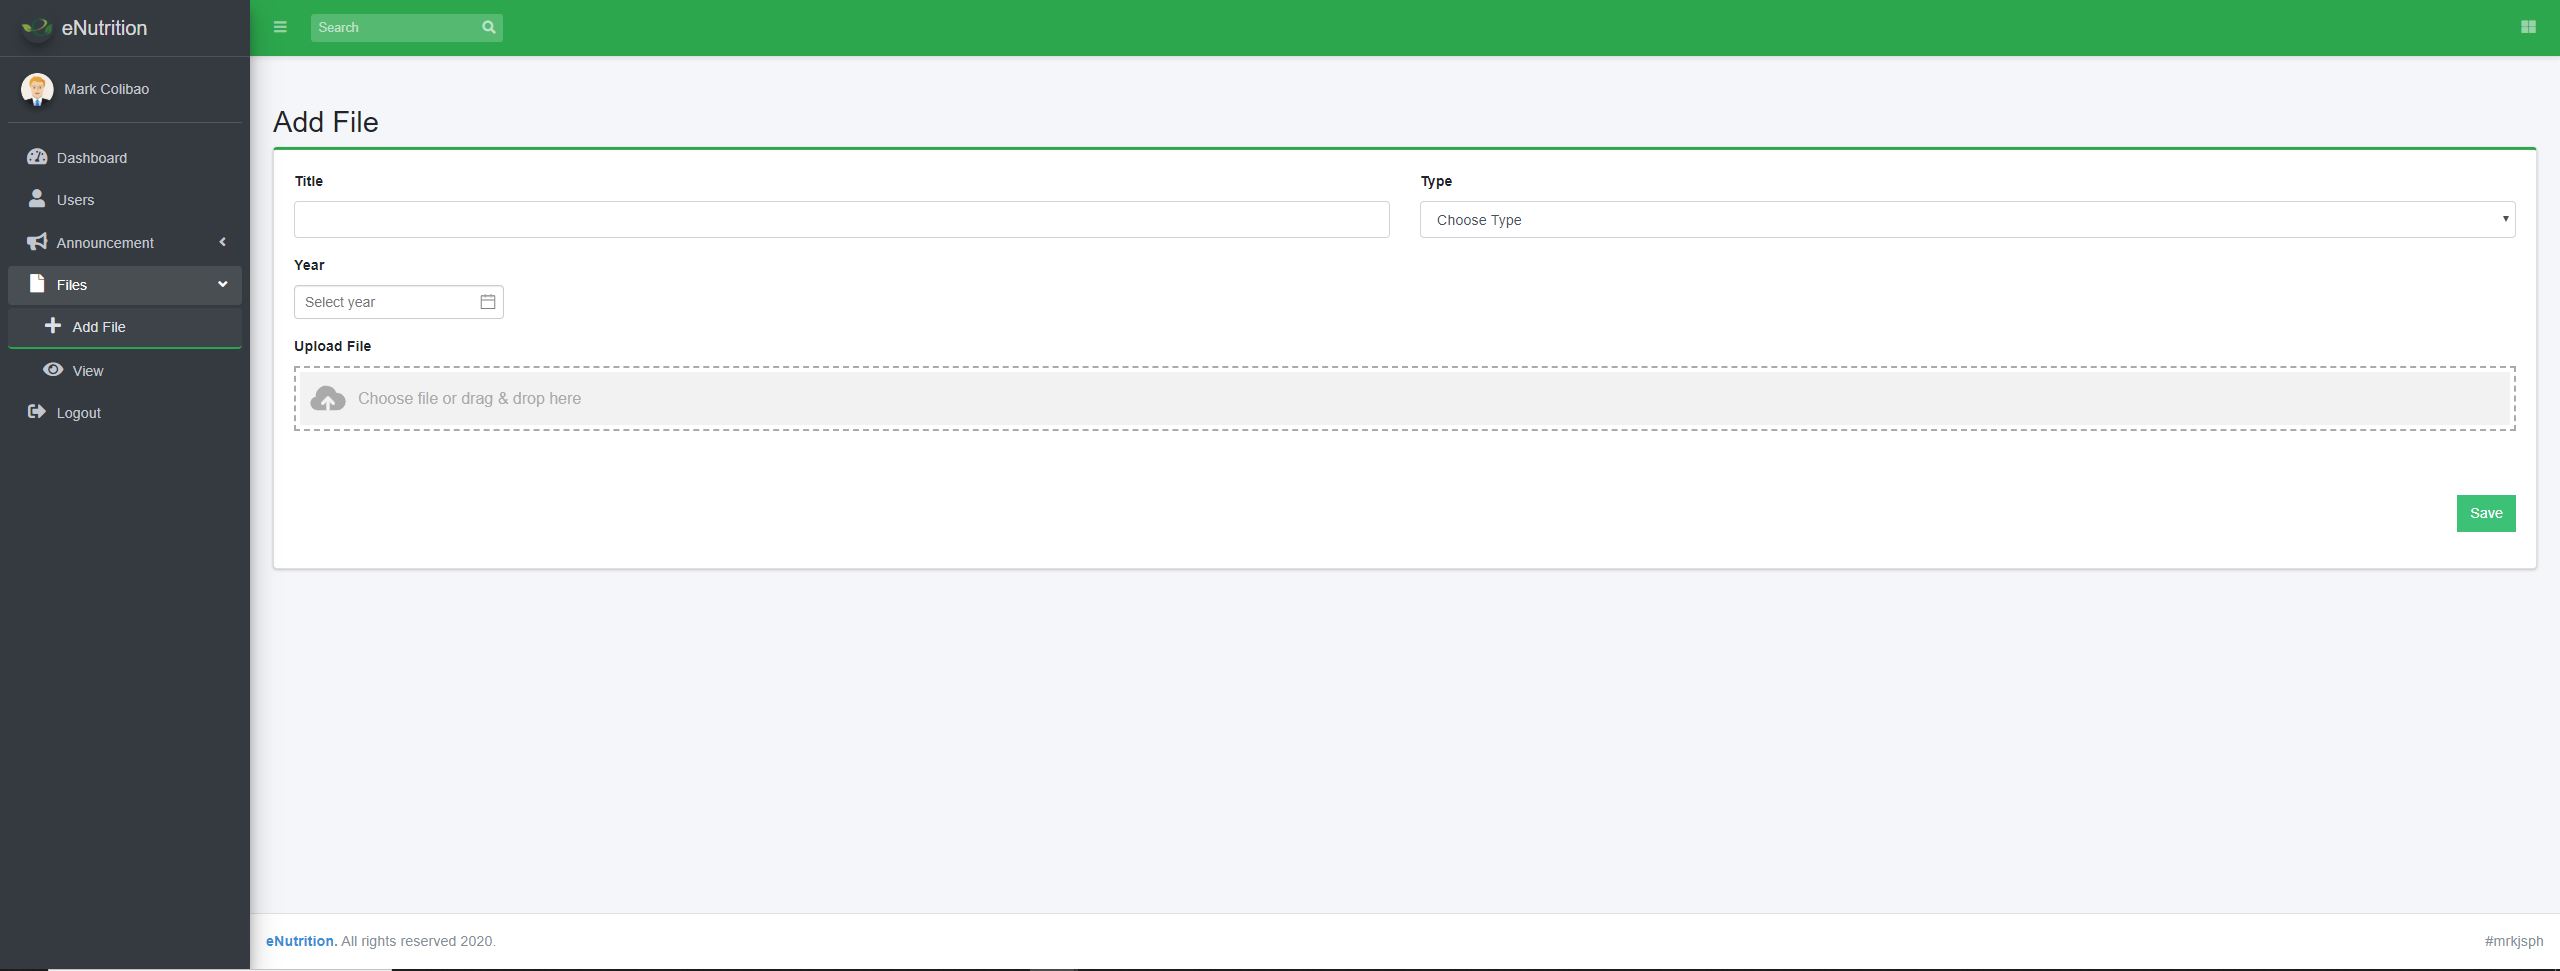 eNutrition
Search
Mark Colibao
Dashboard
Users
Announcement
Files
Add File
View
Logout
Add File
Title
Type
Choose Type
Year
Select year
Upload File
Choose file or drag & drop here
Save
eNutrition. All rights reserved 2020.
#mrkjsph